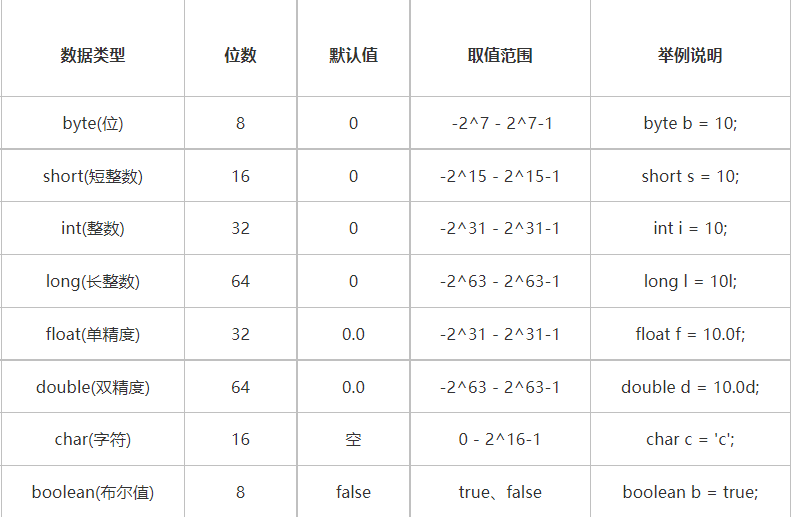 数据类型 位数 默认值 取值范围 举例说明
byte(位) 8 0 -2^7 - 2^7-1 byte b = 10;
short(短整数) 16 0 -2^15 - 2^15-1 short s = 10;
int(整数) 32 0 -2^31 - 2^31-1 int i = 10;
long(长整数) 64 0 -2^63 - 2^63-1 long l = 10l;
float(单精度) 32 0.0 -2^31 - 2^31-1 float f = 10.0f;
double(双精度) 64 0.0 -2^63 - 2^63-1 double d = 10.0d;
char(字符) 16 空 0 - 2^16-1 char c = 'c';
boolean(布尔值) 8 false true、false boolean b = true;